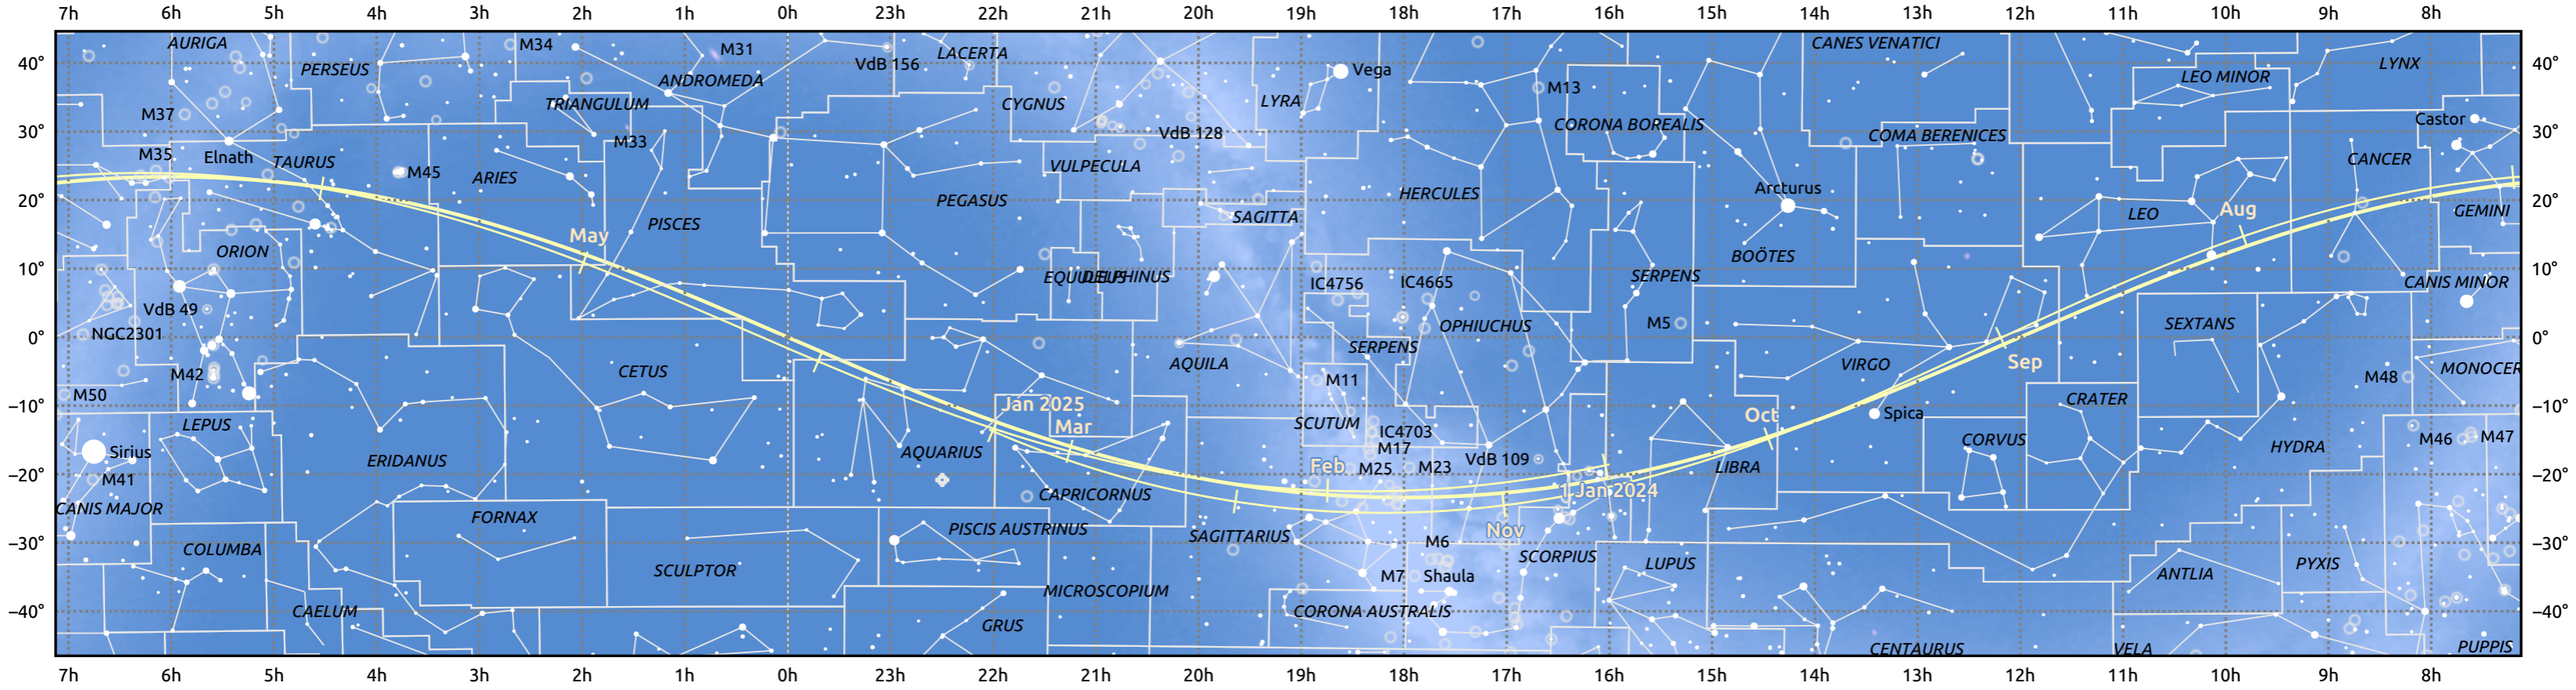 7h 6h 5h 4h 3h 2h 1h 0h 23h 22h 21h 20h 19h 18h 17h 16h 15h 14h 13h 12h 11h 10h 9h 8h
AURIGA M34 M31 LACERTA CANES VENATICI
40° PERSEUS ANDROMEDA VdB 156 Vega LEO MINOR LYNX 40°
M37 TRIANGULUM CYGNUS LYRA M13
30° M33 VdB 128 CORONA BOREALIS COMA BERENICES Castor 30°
M35 Elnath TAURUS M45 ARIES VULPECULA CANCER
20° PISCES PEGASUS SAGITTA HERCULES Arcturus LEO Aug GEMINI 20°
May ORION BOÖTES
10° EQUULEUS DELPHINUS IC4756 IC4665 SERPENS CANIS MINOR 10°
VdB 49 NGC2301 OPHIUCHUS M5 SEXTANS
0° CETUS AQUILA SERPENS VIRGO Sep 0°
M42 M11 M48 MONOCER
−10° M50 LEPUS Jan 2025 Mar SCUTUM IC4703 Oct Spica CRATER −10°
Sirius ERIDANUS AQUARIUS M17 CORVUS HYDRA M46 M47
−20° M41 CAPRICORNUS Feb M25 M23 VdB 109 LIBRA −20°
CANIS MAJOR FORNAX 1 Jan 2024
−30° COLUMBA PISCIS AUSTRINUS SAGITTARIUS M6 Nov SCORPIUS LUPUS PYXIS −30°
SCULPTOR MICROSCOPIUM M7 Shaula ANTLIA
−40° CAELUM GRUS CORONA AUSTRALIS −40°
CENTAURUS VELA PUPPIS
7h 6h 5h 4h 3h 2h 1h 0h 23h 22h 21h 20h 19h 18h 17h 16h 15h 14h 13h 12h 11h 10h 9h 8h